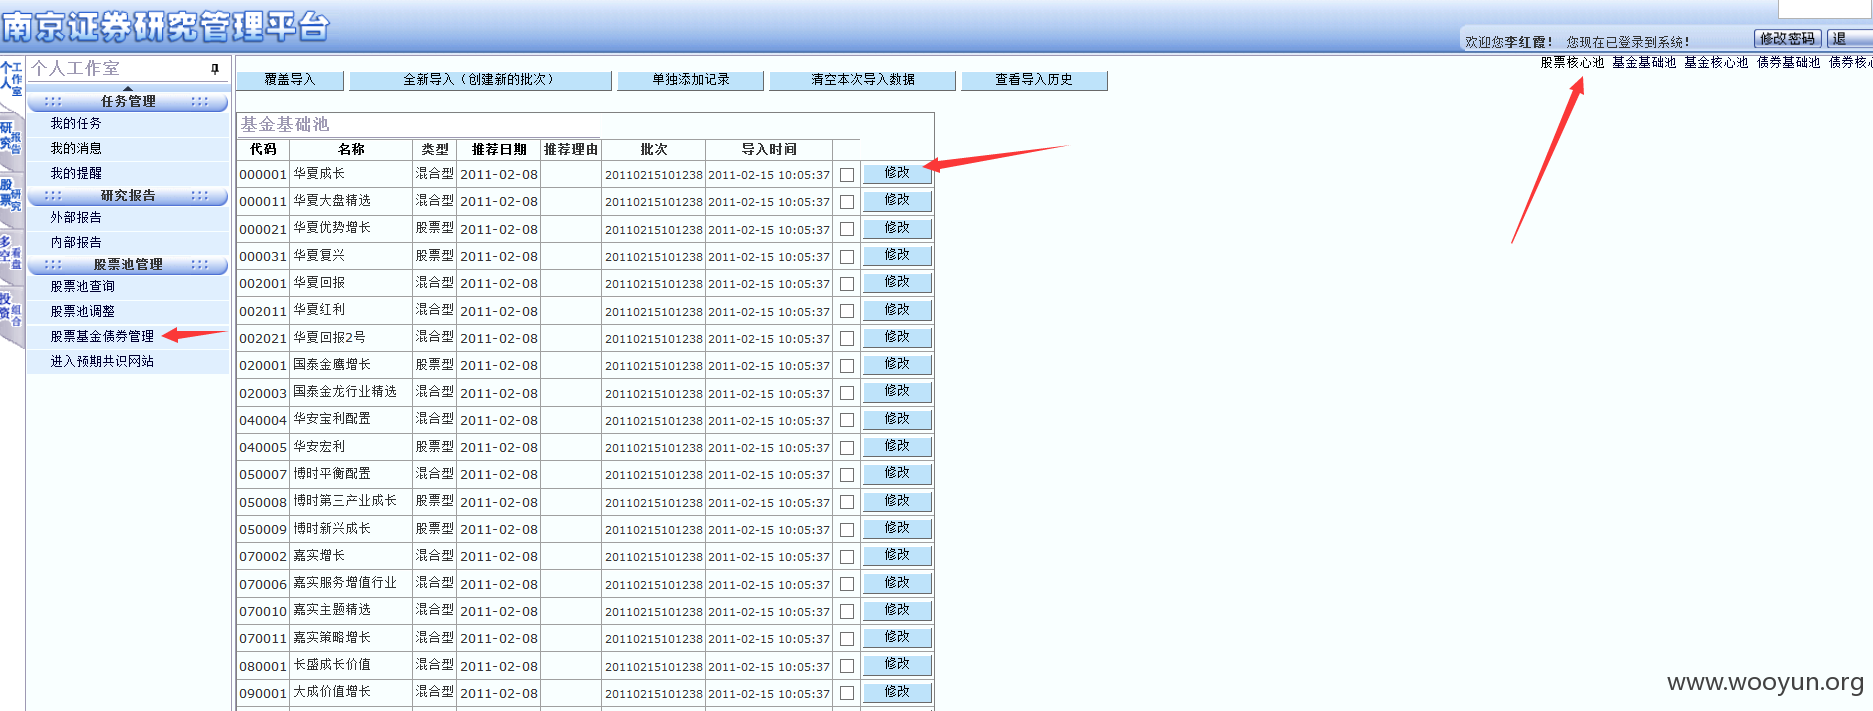 南京证券研究管理平台
欢迎您李红霞! 您现在已登录到系统!
修改密码
退
股票核心池 基金基础池 基金核心池 债券基础池 债券核心
个人工作室
研究报告
股票研究
多空看盘
投资组合
个人工作室
任务管理
我的任务
我的消息
我的提醒
研究报告
外部报告
内部报告
股票池管理
股票池查询
股票池调整
股票基金债券管理
进入预期共识网站
覆盖导入
全新导入（创建新的批次）
单独添加记录
清空本次导入数据
查看导入历史
基金基础池
代码 名称 类型 推荐日期 推荐理由 批次 导入时间
000001 华夏成长 混合型 2011-02-08 20110215101238 2011-02-15 10:05:37 修改
000011 华夏大盘精选 混合型 2011-02-08 20110215101238 2011-02-15 10:05:37 修改
000021 华夏优势增长 股票型 2011-02-08 20110215101238 2011-02-15 10:05:37 修改
000031 华夏复兴 股票型 2011-02-08 20110215101238 2011-02-15 10:05:37 修改
002001 华夏回报 混合型 2011-02-08 20110215101238 2011-02-15 10:05:37 修改
002011 华夏红利 混合型 2011-02-08 20110215101238 2011-02-15 10:05:37 修改
002021 华夏回报2号 混合型 2011-02-08 20110215101238 2011-02-15 10:05:37 修改
020001 国泰金鹰增长 股票型 2011-02-08 20110215101238 2011-02-15 10:05:37 修改
020003 国泰金龙行业精选 混合型 2011-02-08 20110215101238 2011-02-15 10:05:37 修改
040004 华安宝利配置 混合型 2011-02-08 20110215101238 2011-02-15 10:05:37 修改
040005 华安宏利 股票型 2011-02-08 20110215101238 2011-02-15 10:05:37 修改
050007 博时平衡配置 混合型 2011-02-08 20110215101238 2011-02-15 10:05:37 修改
050008 博时第三产业成长 股票型 2011-02-08 20110215101238 2011-02-15 10:05:37 修改
050009 博时新兴成长 股票型 2011-02-08 20110215101238 2011-02-15 10:05:37 修改
070002 嘉实增长 混合型 2011-02-08 20110215101238 2011-02-15 10:05:37 修改
070006 嘉实服务增值行业 混合型 2011-02-08 20110215101238 2011-02-15 10:05:37 修改
070010 嘉实主题精选 混合型 2011-02-08 20110215101238 2011-02-15 10:05:37 修改
070011 嘉实策略增长 混合型 2011-02-08 20110215101238 2011-02-15 10:05:37 修改
080001 长盛成长价值 混合型 2011-02-08 20110215101238 2011-02-15 10:05:37 修改
090001 大成价值增长 混合型 2011-02-08 20110215101238 2011-02-15 10:05:37 修改
www.wooyun.org